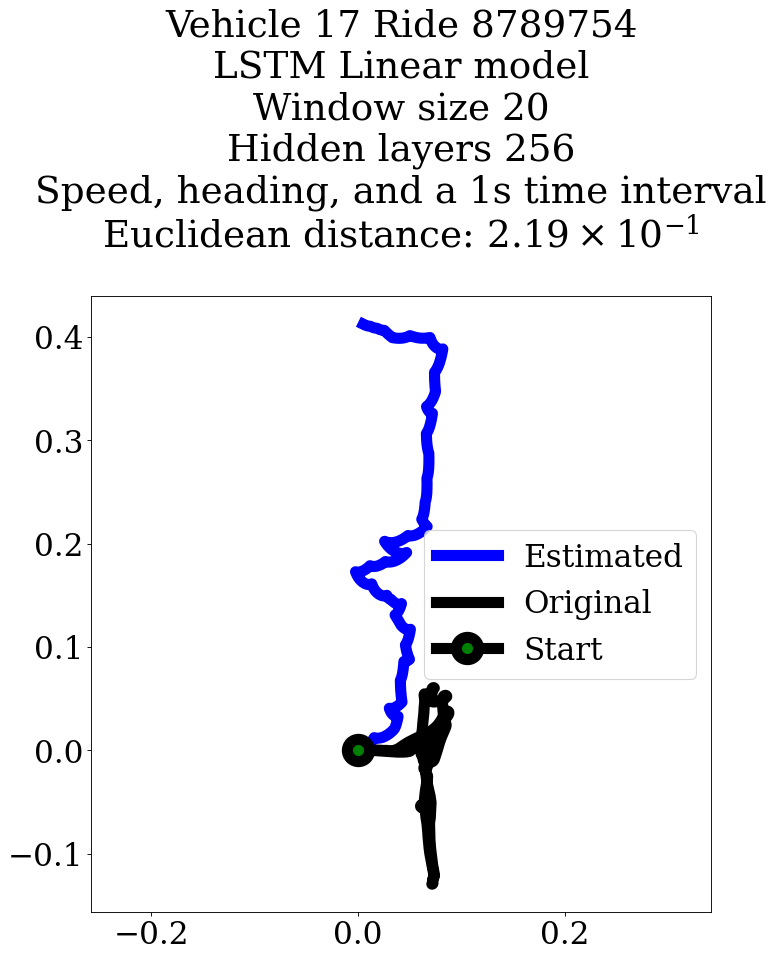 Vehicle 17 Ride 8789754
LSTM Linear model
Window size 20
Hidden layers 256
Speed, heading, and a 1s time interval
Euclidean distance: 2.19 × 10⁻¹
0.4
0.3
0.2
0.1
0.0
−0.1
Estimated
Original
Start
−0.2 0.0 0.2